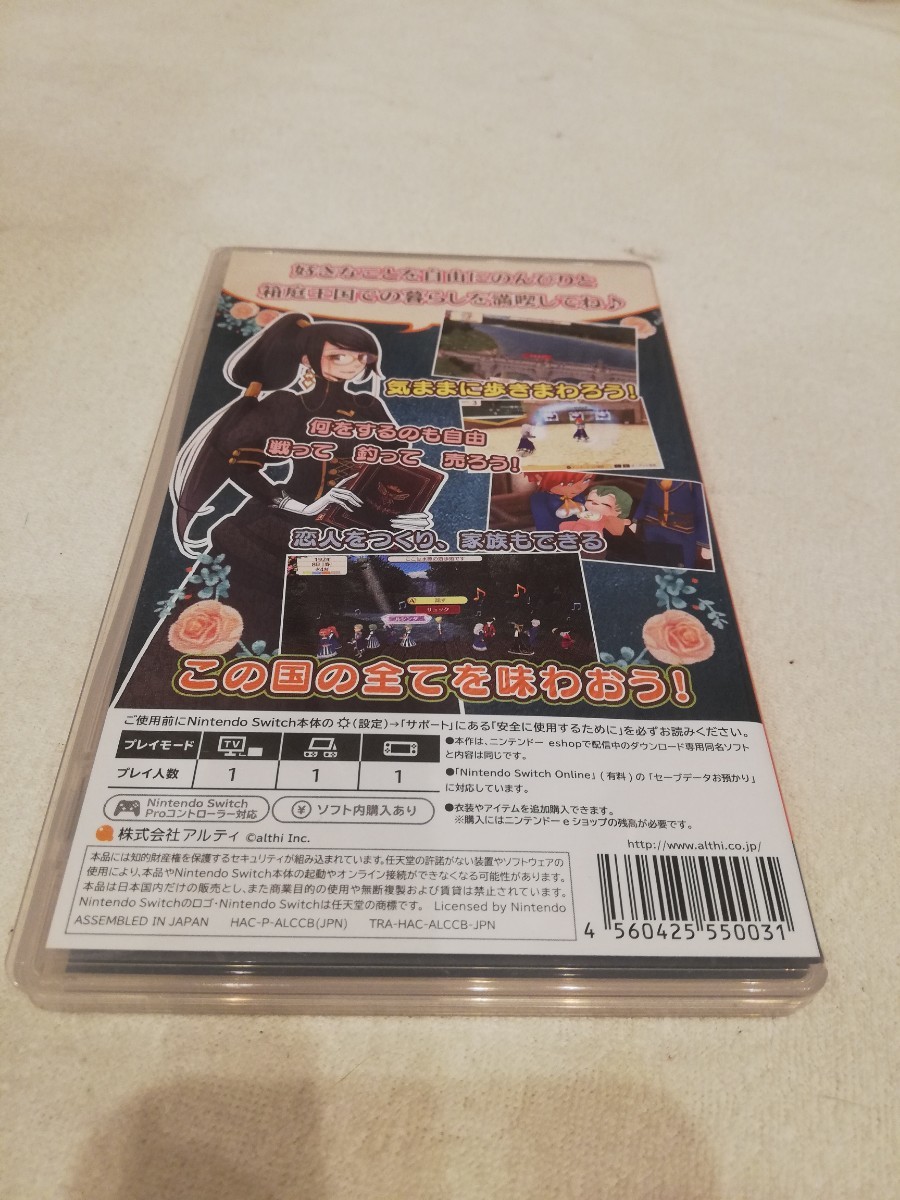 好きなことを自由にのんびりと
箱庭王国での暮らしを満喫してね♪
気ままに歩きまわろう!
何をするのも自由
戦って 釣って 売ろう!
恋人をつくり、家族もできる
この国の全てを味わおう!
ご使用前にNintendo Switch本体の(設定)→「サポート」にある「安全に使用するために」を必ずお読みください。
プレイモード TV
プレイ人数 1 1 1
●本作は、ニンテンドー eshopで配信中のダウンロード専用同名ソフト
と内容は同じです。
●「Nintendo Switch Online」(有料)の「セーブデータお預かり」
に対応しています。
●衣装やアイテムを追加購入できます。
※購入にはニンテンドーeショップの残高が必要です。
Nintendo Switch
Proコントローラー対応
¥ ソフト内購入あり
株式会社アルティ ©althi Inc.
http://www.althi.co.jp/
本品には知的財産権を保護するセキュリティが組み込まれています。任天堂の許諾がない装置やソフトウェアの
使用により、本品やNintendo Switch本体の起動やオンライン接続ができなくなる可能性があります。
本品は日本国内だけの販売とし、また商業目的の使用や無断複製および賃貸は禁止されています。
Nintendo Switchのロゴ・Nintendo Switchは任天堂の商標です。 Licensed by Nintendo
ASSEMBLED IN JAPAN HAC-P-ALCCB(JPN) TRA-HAC-ALCCB-JPN
4 560425 550031